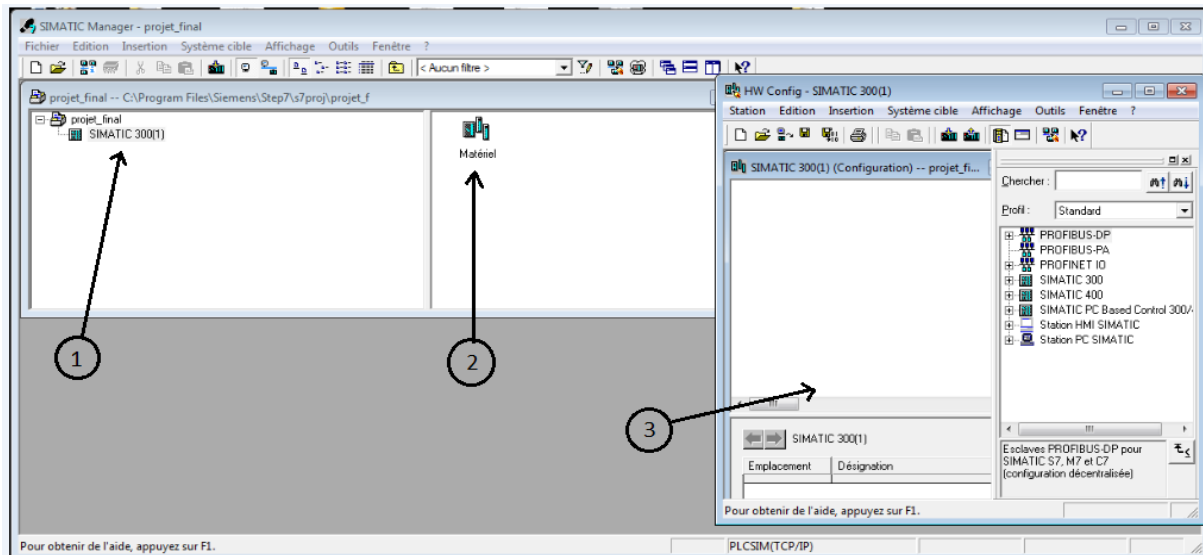 SIMATIC Manager - projet_final
Fichier Edition Insertion Système cible Affichage Outils Fenêtre ?
< Aucun filtre >
projet_final -- C:\Program Files\Siemens\Step7\s7proj\projet_f
projet_final
SIMATIC 300(1)
Matériel
1
2
3
HW Config - SIMATIC 300(1)
Station Edition Insertion Système cible Affichage Outils Fenêtre ?
SIMATIC 300(1) (Configuration) -- projet_fi...
Chercher :
Profil : Standard
PROFIBUS-DP
PROFIBUS-PA
PROFINET IO
SIMATIC 300
SIMATIC 400
SIMATIC PC Based Control 300/
Station HMI SIMATIC
Station PC SIMATIC
SIMATIC 300(1)
Emplacement Désignation
Esclaves PROFIBUS-DP pour
SIMATIC S7, M7 et C7
(configuration décentralisée)
Pour obtenir de l'aide, appuyez sur F1.
Pour obtenir de l'aide, appuyez sur F1.
PLCSIM(TCP/IP)